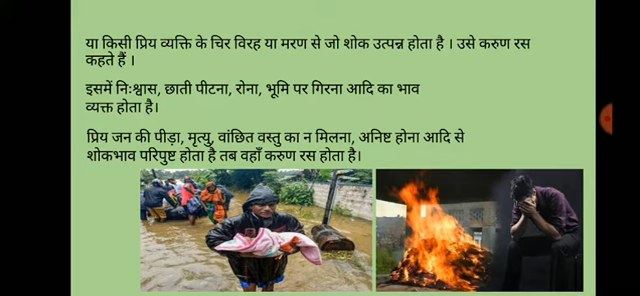 या किसी प्रिय व्यक्ति के चिर विरह या मरण से जो शोक उत्पन्न होता है । उसे करुण रस
कहते हैं ।
इसमें निःश्वास, छाती पीटना, रोना, भूमि पर गिरना आदि का भाव
व्यक्त होता है।
प्रिय जन की पीड़ा, मृत्यु, वांछित वस्तु का न मिलना, अनिष्ट होना आदि से
शोकभाव परिपुष्ट होता है तब वहाँ करुण रस होता है।